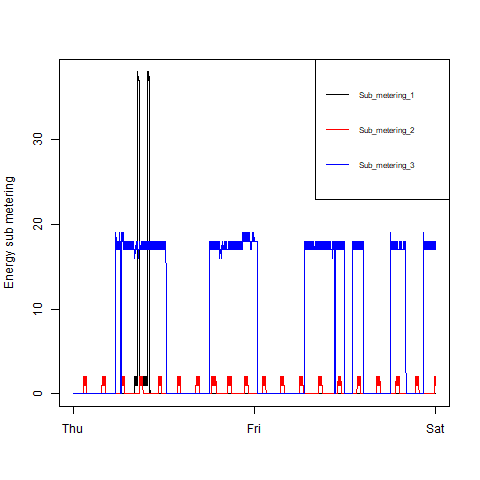 Energy sub metering
30
20
10
0
Thu
Fri
Sat
Sub_metering_1
Sub_metering_2
Sub_metering_3